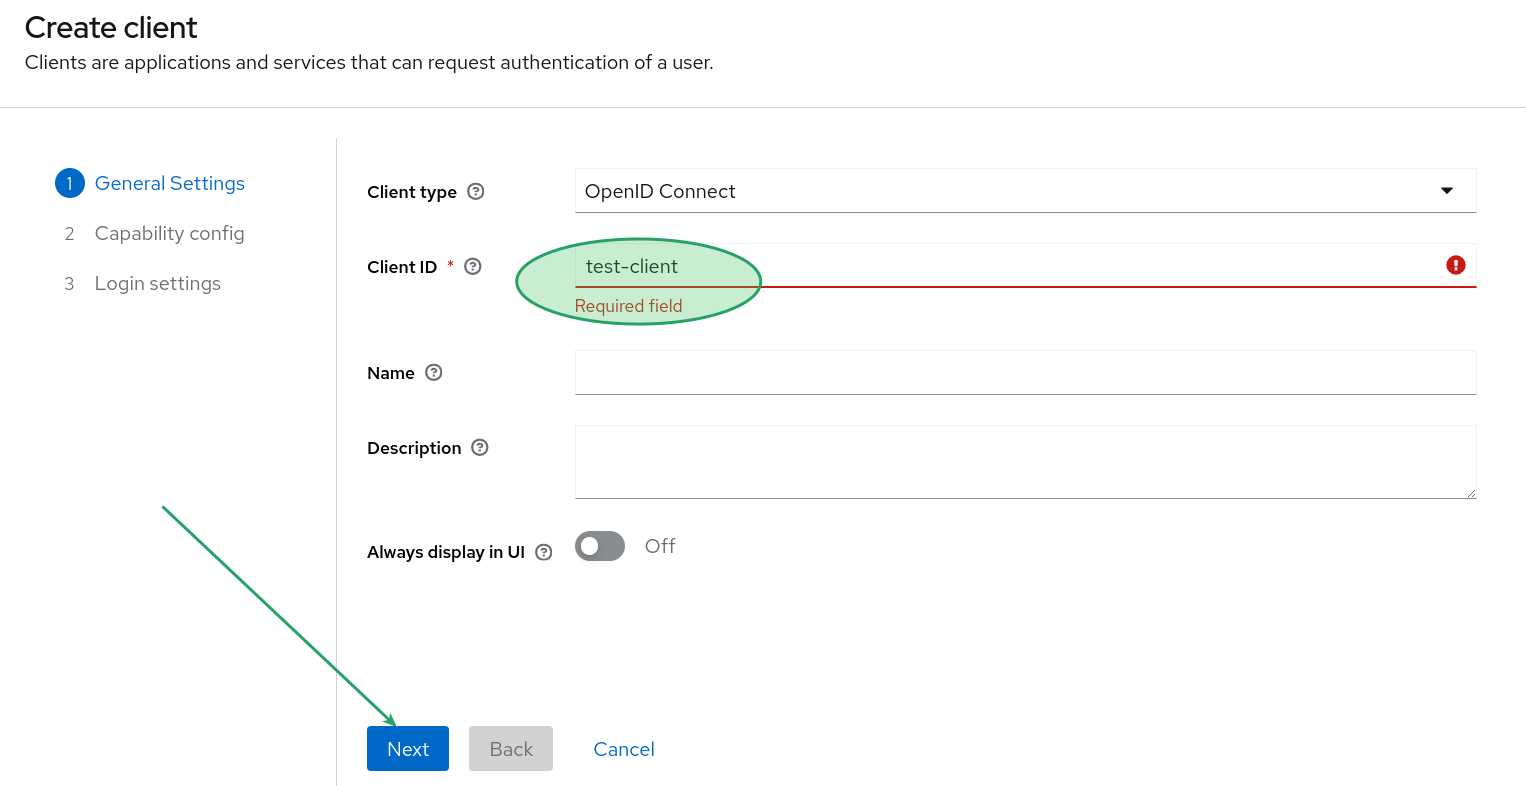 Create client
Clients are applications and services that can request authentication of a user.
1 General Settings
2 Capability config
3 Login settings
Client type
OpenID Connect
Client ID *
test-client
Required field
Name
Description
Always display in UI
Off
Next Back Cancel